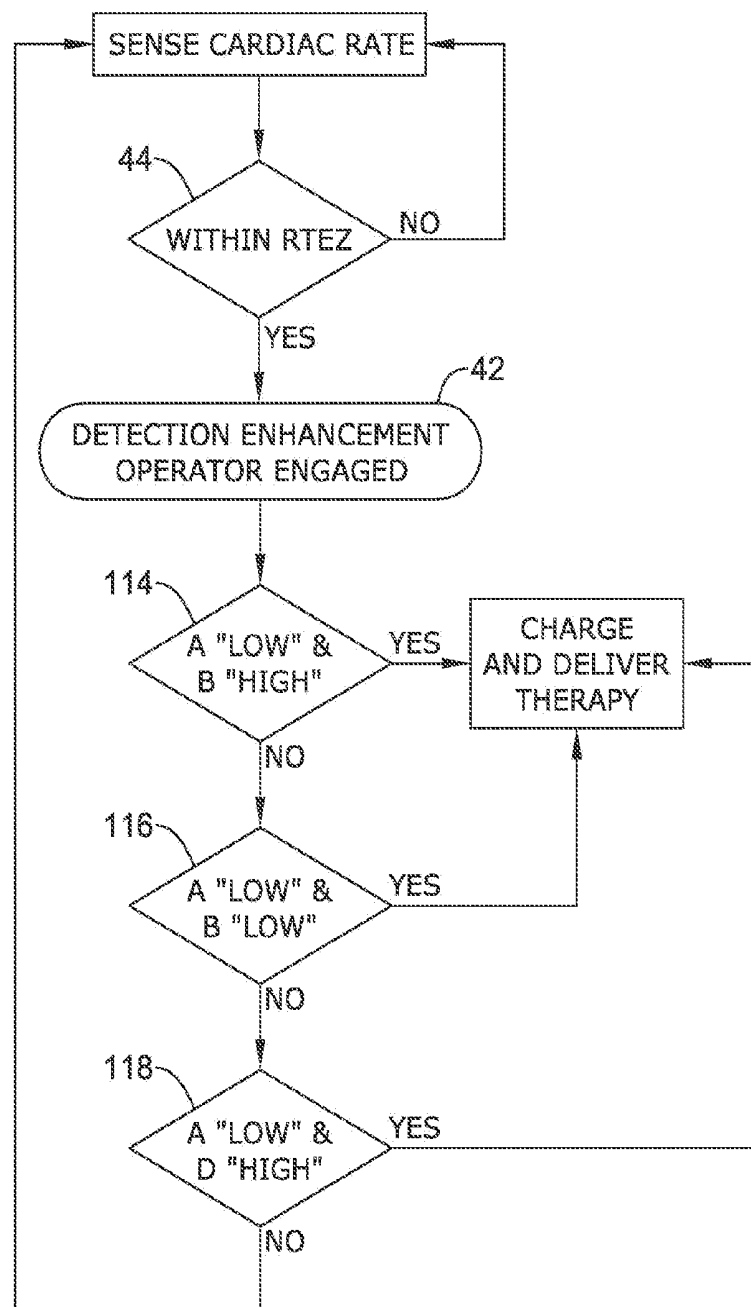 SENSE CARDIAC RATE
44
WITHIN RTEZ
NO
YES
42
DETECTION ENHANCEMENT
OPERATOR ENGAGED
114
A "LOW" &
B "HIGH"
YES
CHARGE
AND DELIVER
THERAPY
NO
116
A "LOW" &
B "LOW"
YES
NO
118
A "LOW" &
D "HIGH"
YES
NO